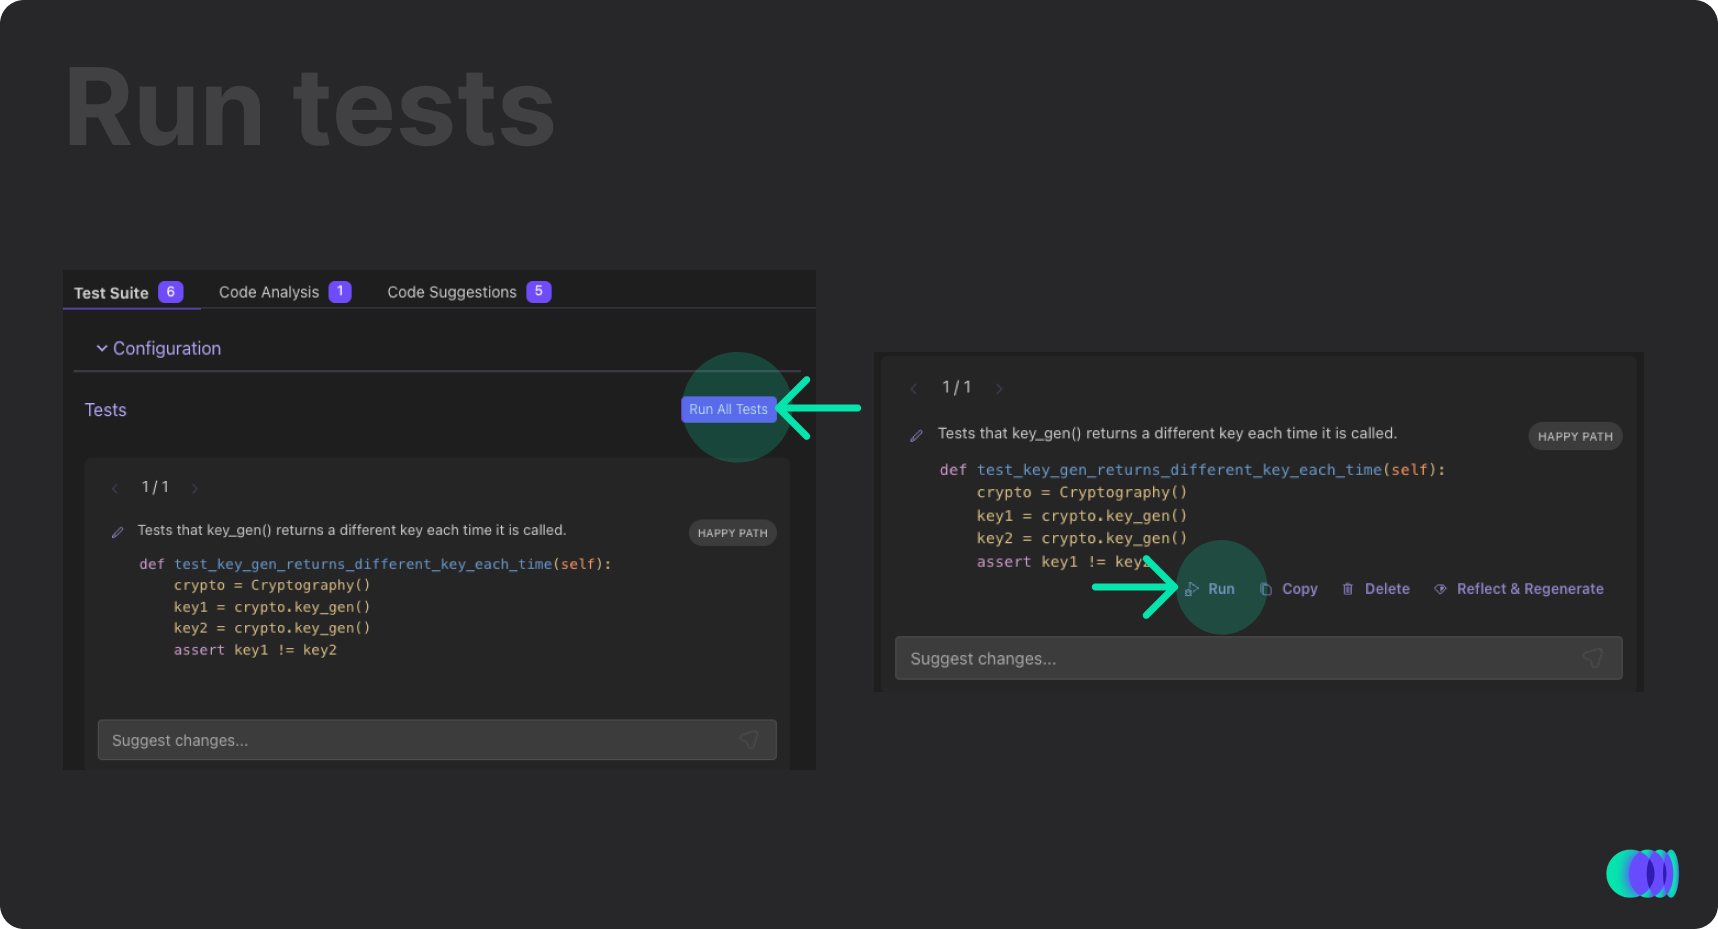 Run tests
Test Suite 6 Code Analysis 1 Code Suggestions 5
Configuration
Tests Run All Tests
1/1
Tests that key_gen() returns a different key each time it is called. HAPPY PATH
def test_key_gen_returns_different_key_each_time(self):
crypto = Cryptography()
key1 = crypto.key_gen()
key2 = crypto.key_gen()
assert key1 != key2
Suggest changes...
1/1
Tests that key_gen() returns a different key each time it is called. HAPPY PATH
def test_key_gen_returns_different_key_each_time(self):
crypto = Cryptography()
key1 = crypto.key_gen()
key2 = crypto.key_gen()
assert key1 != key2
Run Copy Delete Reflect & Regenerate
Suggest changes...